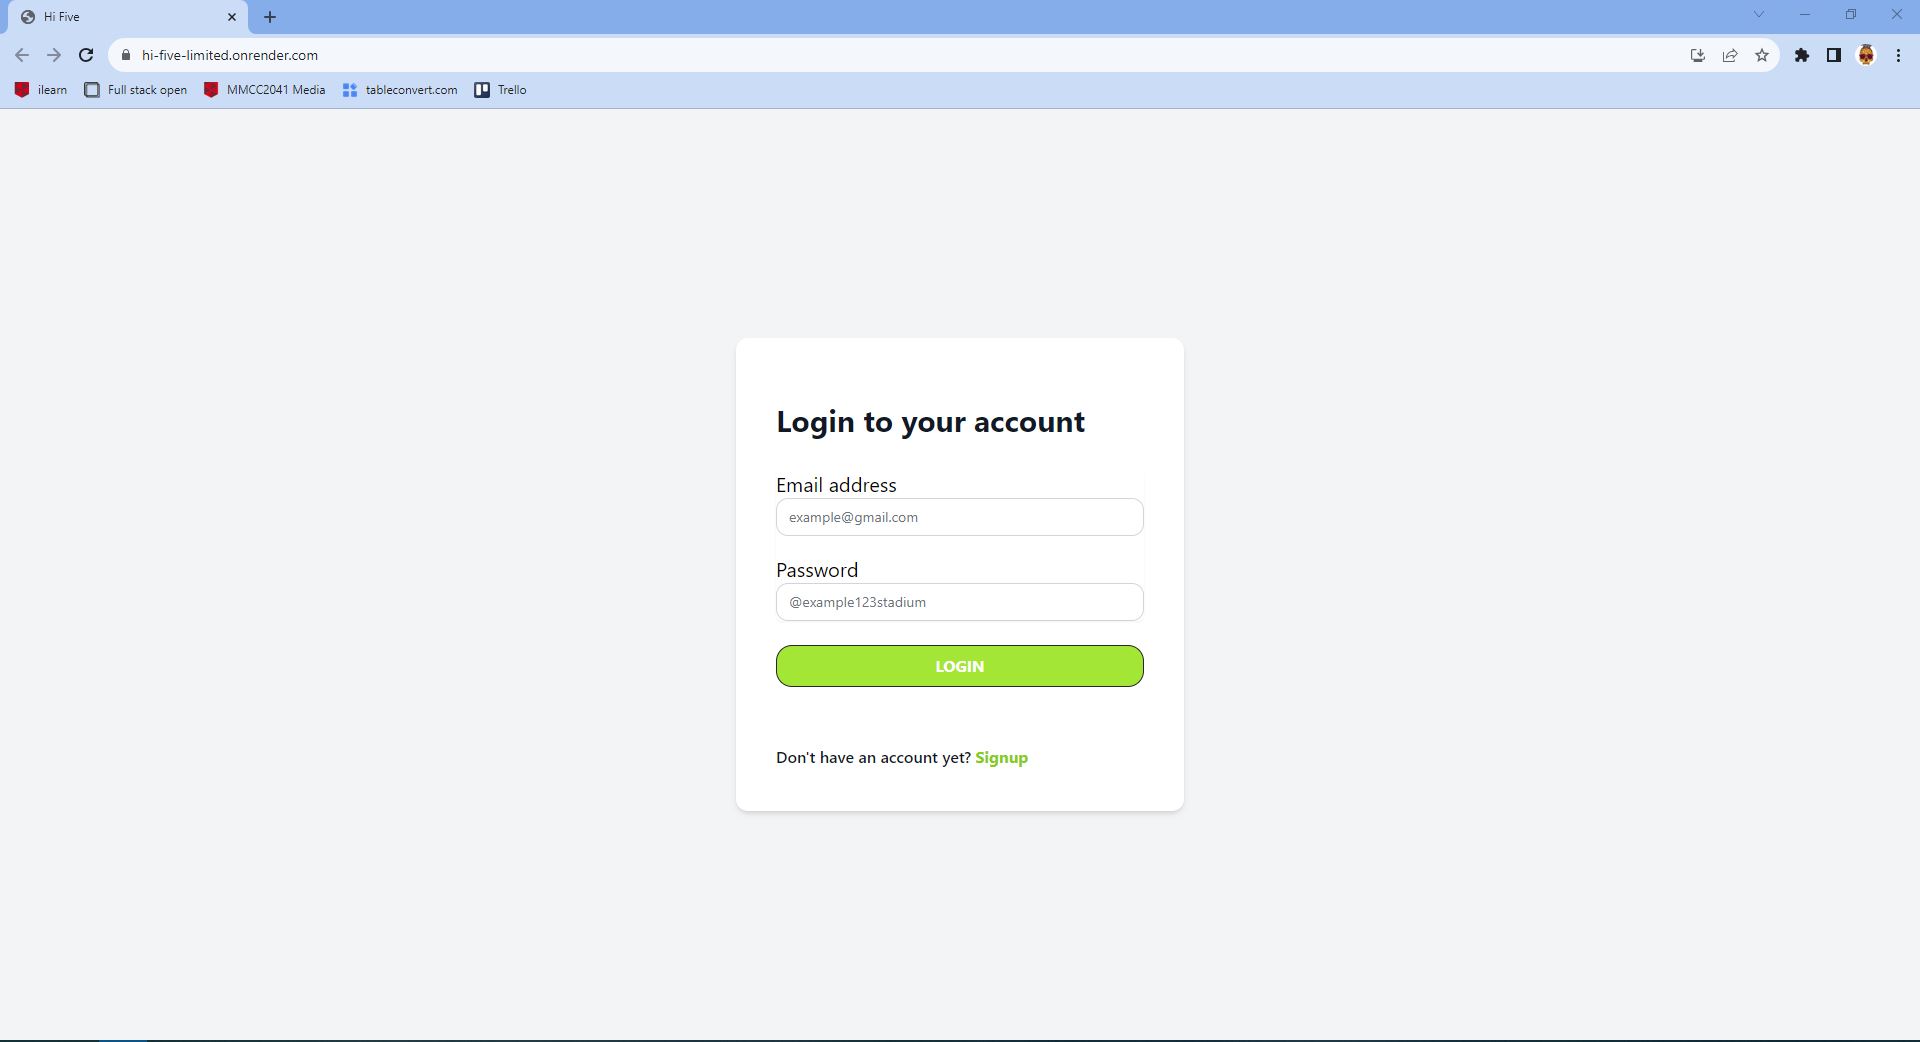 Hi Five
hi-five-limited.onrender.com
ilearn Full stack open MMCC2041 Media tableconvert.com Trello
Login to your account
Email address
example@gmail.com
Password
@example123stadium
LOGIN
Don't have an account yet? Signup